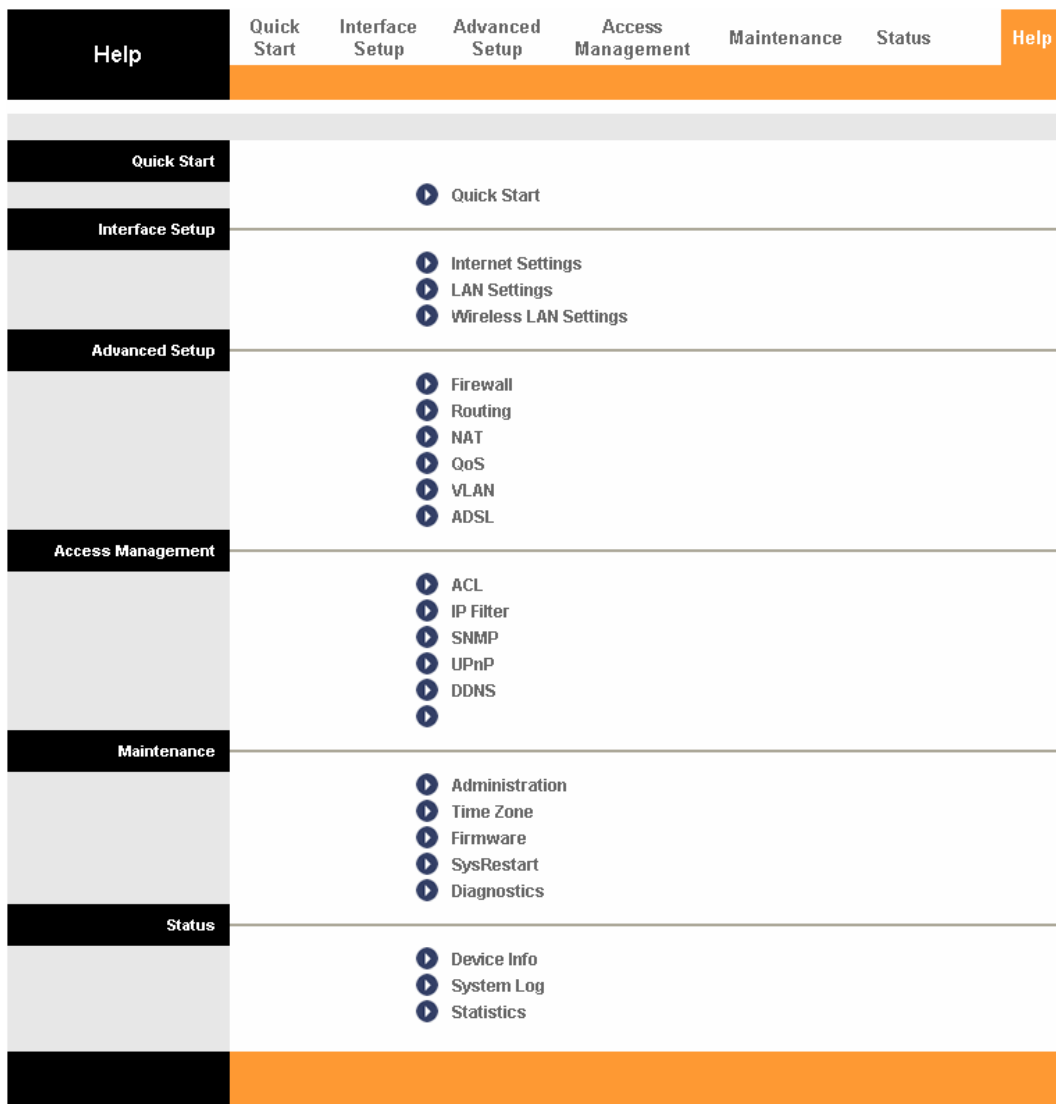 Help
Quick Start
Interface Setup
Advanced Setup
Access Management
Maintenance
Status
Help
Quick Start
Quick Start
Interface Setup
Internet Settings
LAN Settings
Wireless LAN Settings
Advanced Setup
Firewall
Routing
NAT
QoS
VLAN
ADSL
Access Management
ACL
IP Filter
SNMP
UPnP
DDNS
Maintenance
Administration
Time Zone
Firmware
SysRestart
Diagnostics
Status
Device Info
System Log
Statistics